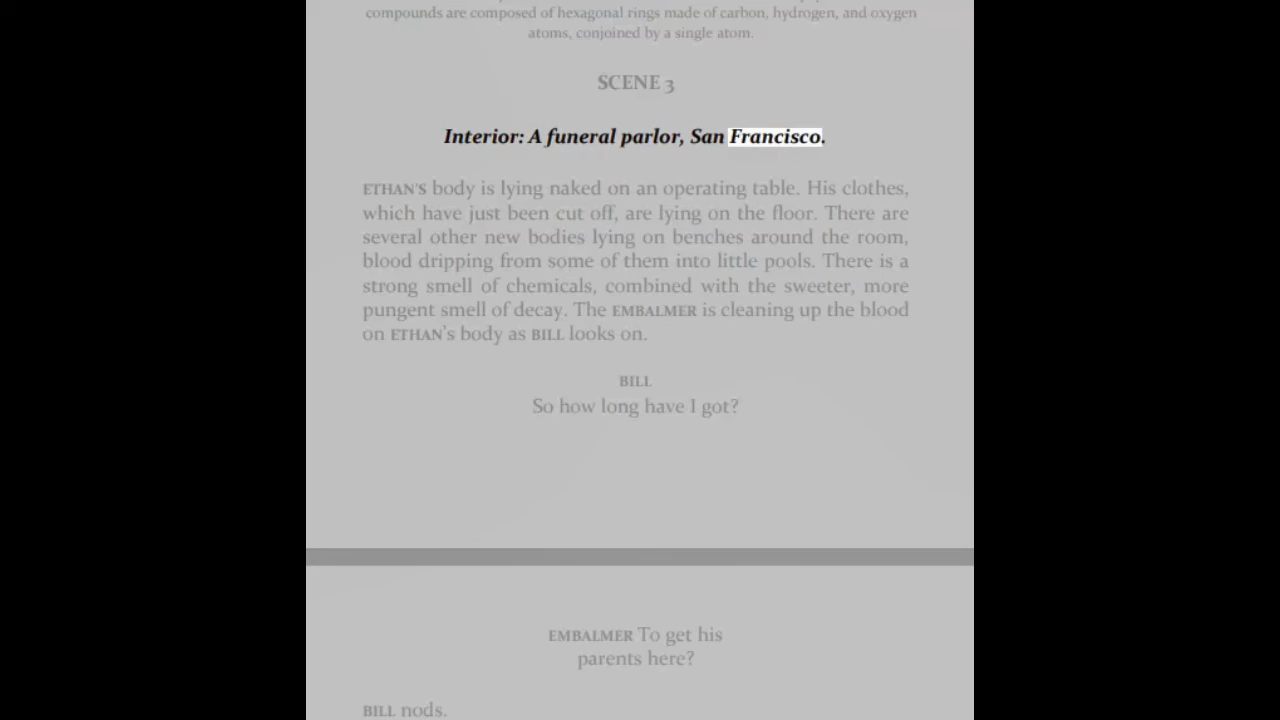 compounds are composed of hexagonal rings made of carbon, hydrogen, and oxygen
atoms, conjoined by a single atom.
SCENE 3
Interior: A funeral parlor, San Francisco.
ETHAN'S body is lying naked on an operating table. His clothes,
which have just been cut off, are lying on the floor. There are
several other new bodies lying on benches around the room,
blood dripping from some of them into little pools. There is a
strong smell of chemicals, combined with the sweeter, more
pungent smell of decay. The EMBALMER is cleaning up the blood
on ETHAN's body as BILL looks on.
BILL
So how long have I got?
EMBALMER To get his
parents here?
BILL nods.